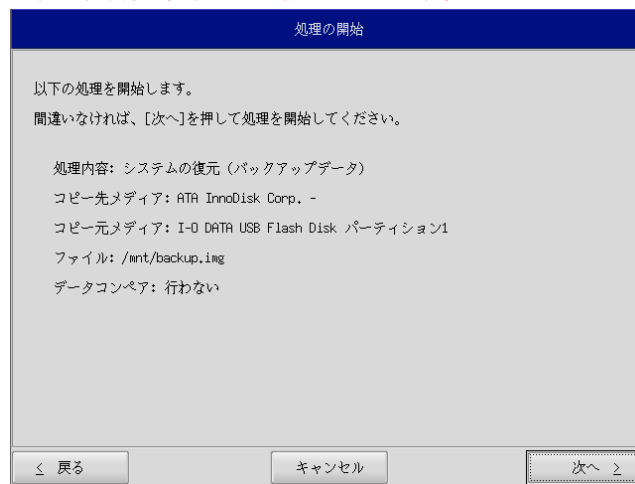 処理の開始
以下の処理を開始します。
間違いなければ、[次へ]を押して処理を開始してください。
処理内容: システムの復元 (バックアップデータ)
コピー先メディア: ATA InnoDisk Corp. -
コピー元メディア: I-O DATA USB Flash Disk パーティション1
ファイル: /mnt/backup.img
データコンペア: 行わない
< 戻る
キャンセル
次へ >